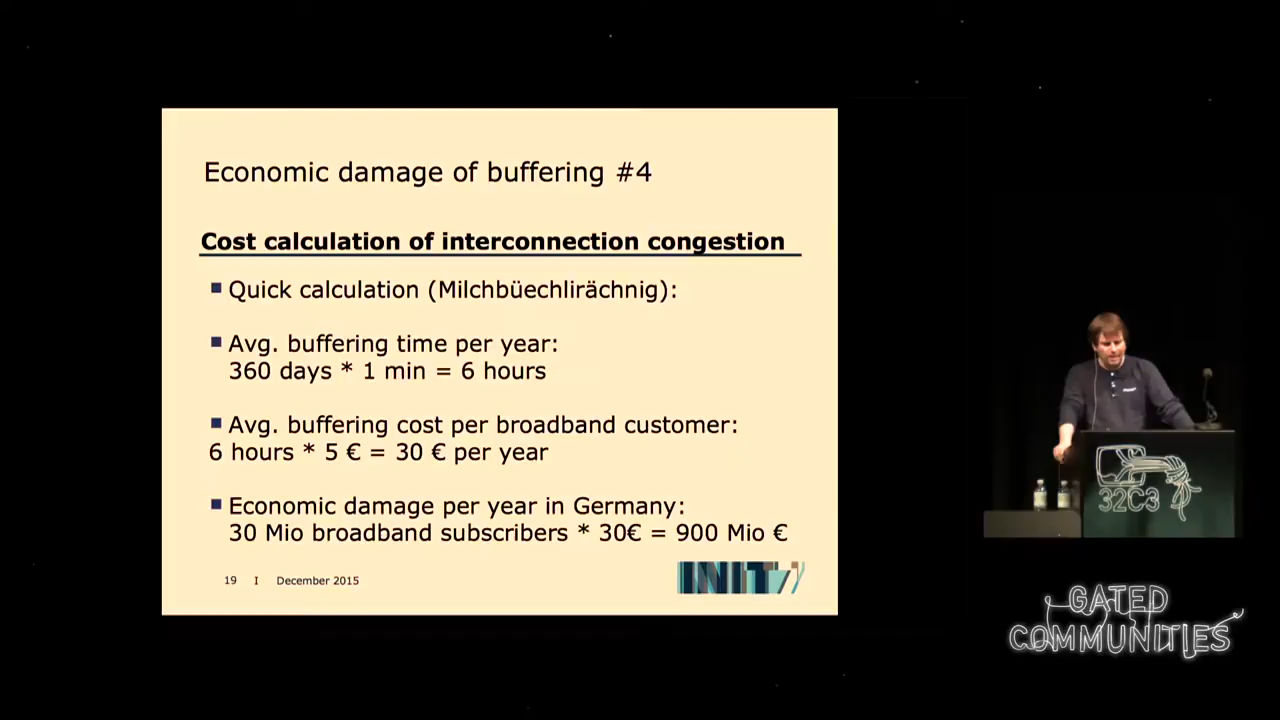 Economic damage of buffering #4
Cost calculation of interconnection congestion
Quick calculation (Milchbüechlirächnig):
Avg. buffering time per year:
360 days * 1 min = 6 hours
Avg. buffering cost per broadband customer:
6 hours * 5 € = 30 € per year
Economic damage per year in Germany:
30 Mio broadband subscribers * 30€ = 900 Mio €
19 I December 2015
INIT7
32C3
GATED
COMMUNITIES